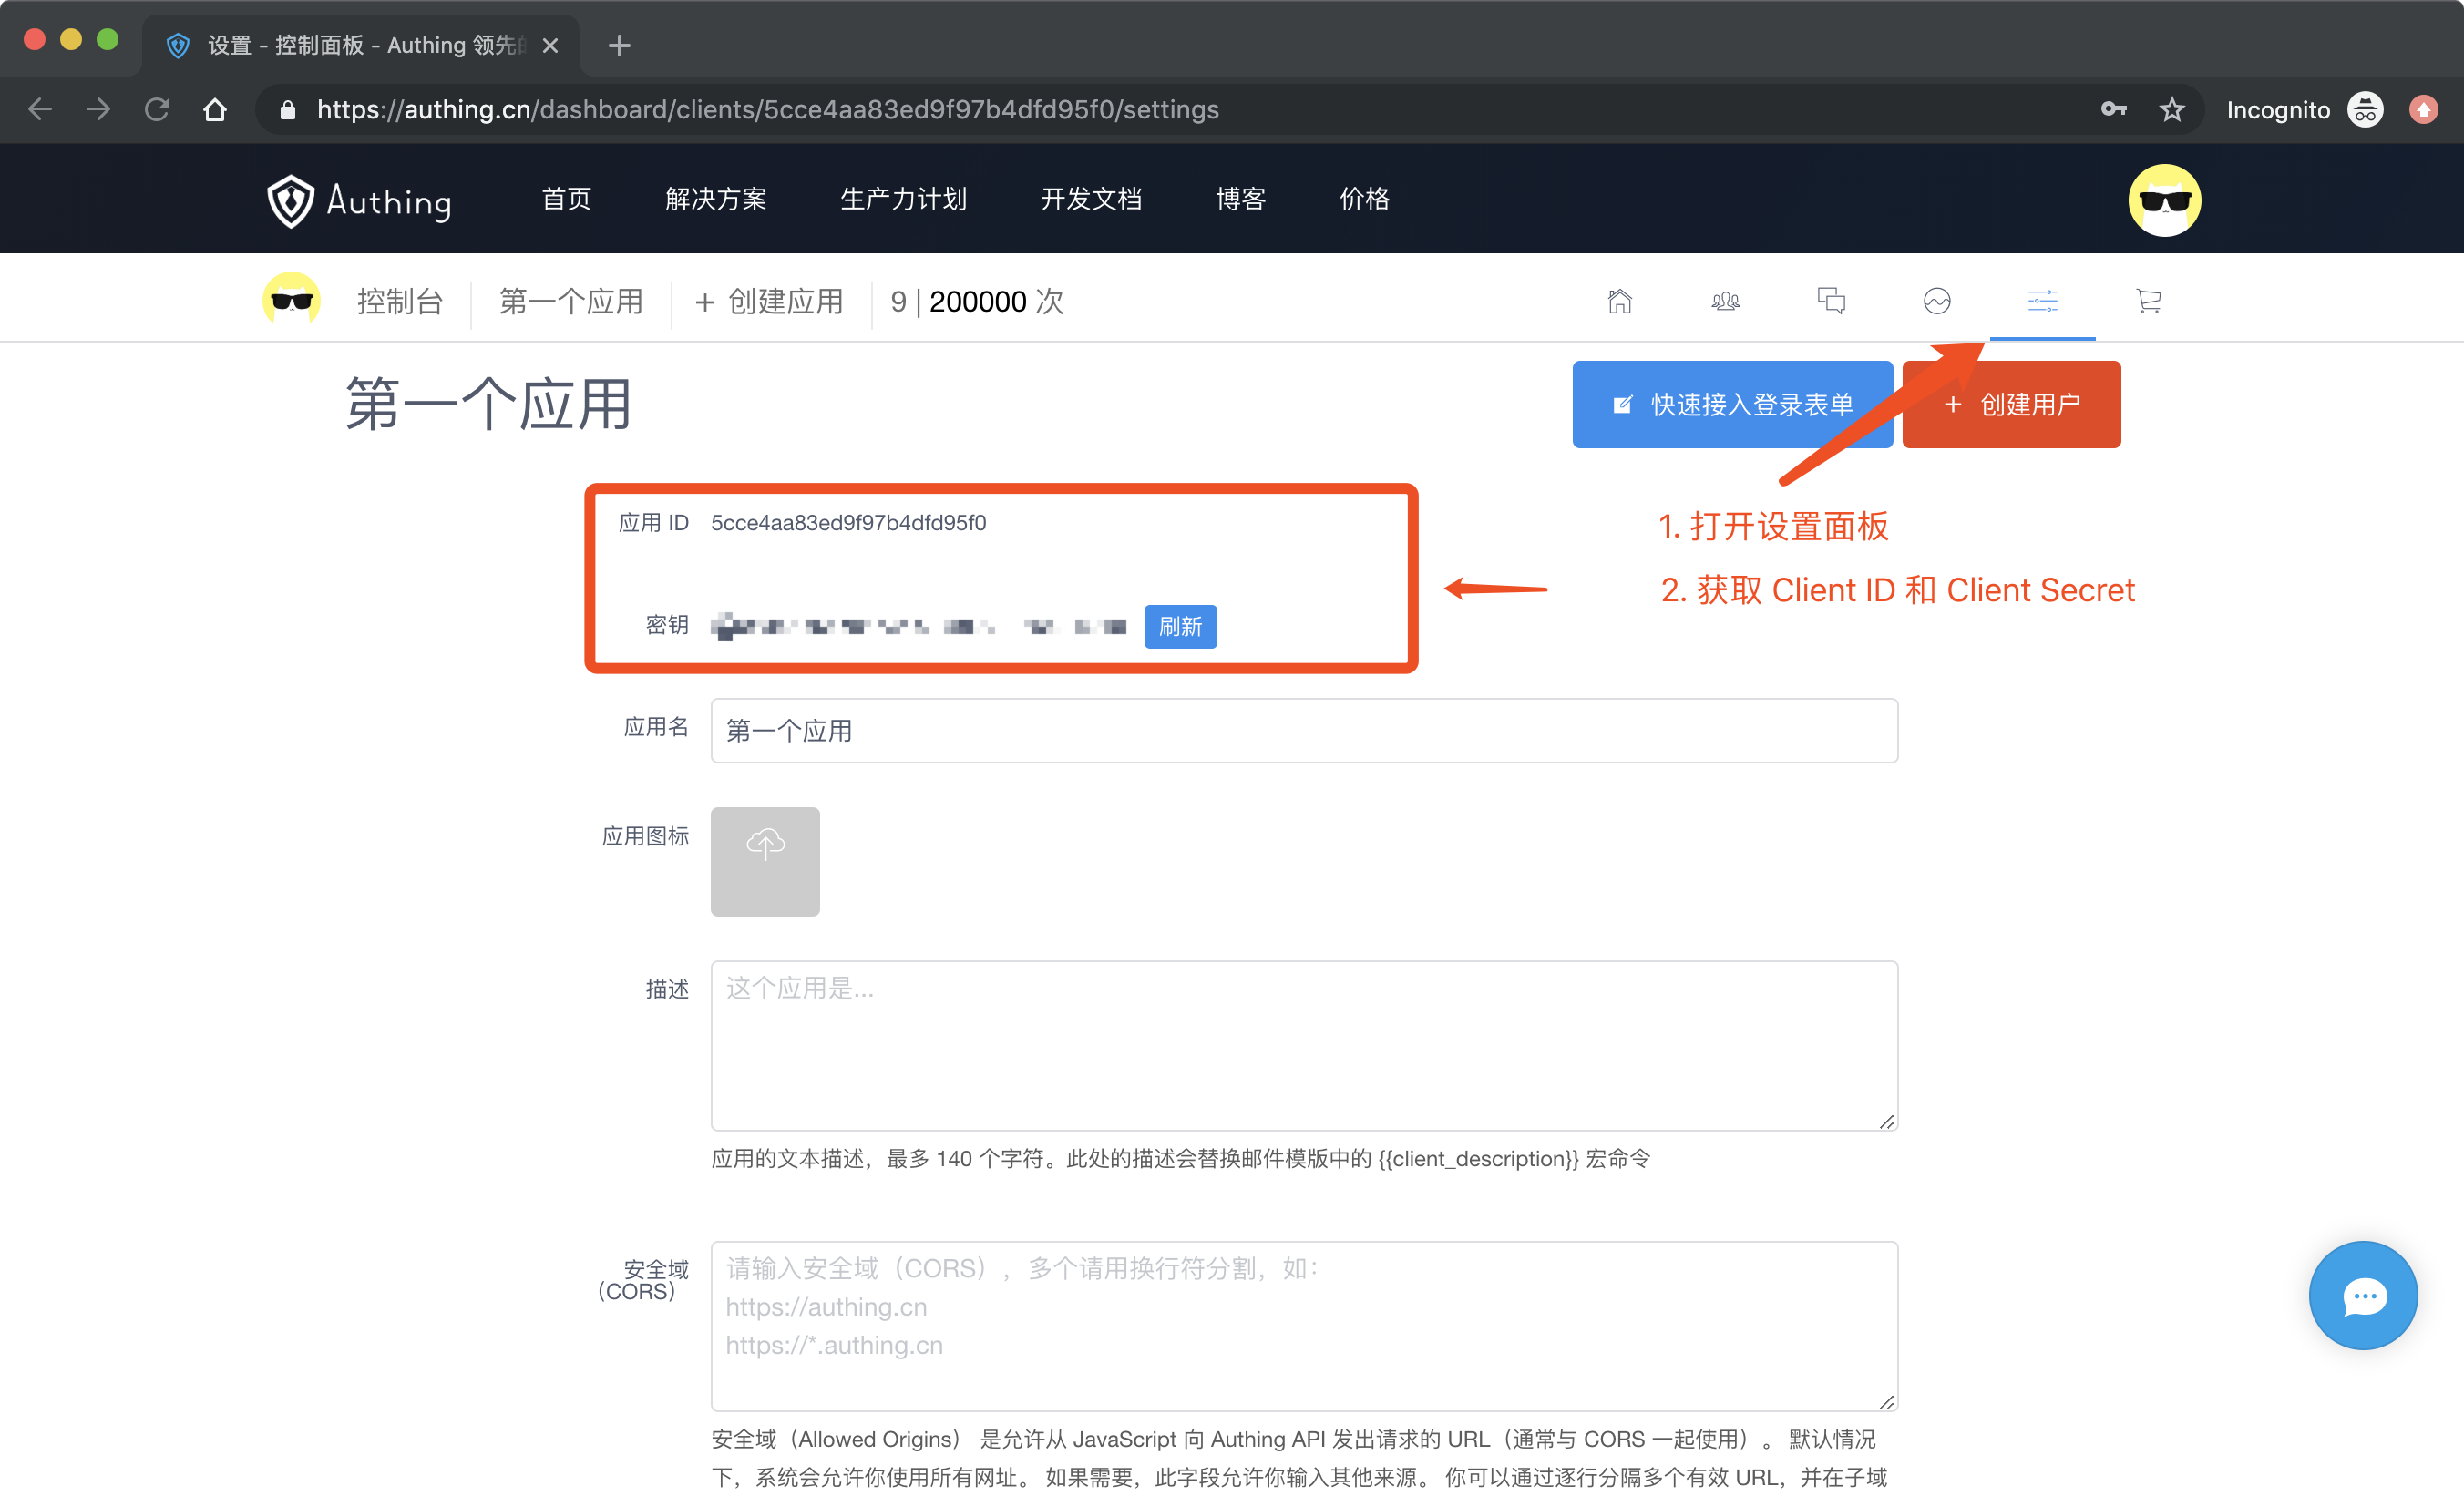 设置 - 控制面板 - Authing 领先的
https://authing.cn/dashboard/clients/5cce4aa83ed9f97b4dfd95f0/settings
Incognito
Authing
首页
解决方案
生产力计划
开发文档
博客
价格
控制台
第一个应用
+ 创建应用
9 | 200000 次
第一个应用
快速接入登录表单
+ 创建用户
应用 ID 5cce4aa83ed9f97b4dfd95f0
1. 打开设置面板
2. 获取 Client ID 和 Client Secret
密钥
刷新
应用名
第一个应用
应用图标
描述
这个应用是...
应用的文本描述，最多 140 个字符。此处的描述会替换邮件模版中的 {{client_description}} 宏命令
安全域
（CORS）
请输入安全域（CORS），多个请用换行符分割，如：
https://authing.cn
https://*.authing.cn
安全域（Allowed Origins） 是允许从 JavaScript 向 Authing API 发出请求的 URL（通常与 CORS 一起使用）。 默认情况
下，系统会允许你使用所有网址。 如果需要，此字段允许你输入其他来源。 你可以通过逐行分隔多个有效 URL，并在子域